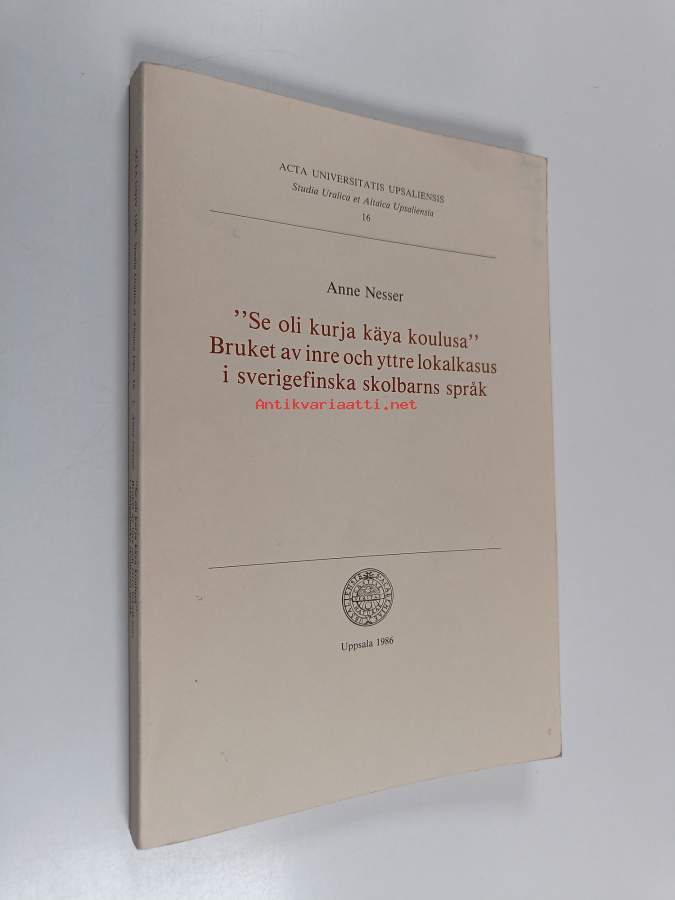 ACTA UNIVERSITATIS UPSALIENSIS
Studia Uralica et Altaica Upsaliensia
16
Anne Nesser
”Se oli kurja käya koulusa”
Bruket av inre och yttre lokalkasus
i sverigefinska skolbarns språk
Antikvariaatti.net
Uppsala 1986